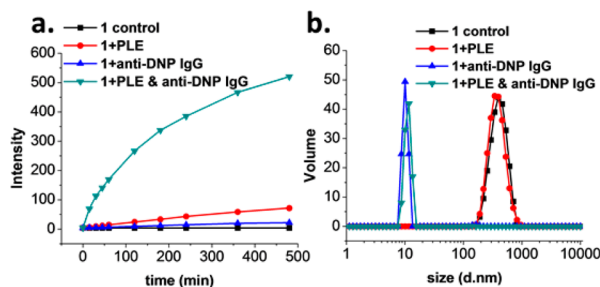 a.
1 control
1+PLE
1+anti-DNP IgG
1+PLE & anti-DNP IgG
600
500
400
300
200
100
0
Intensity
0 100 200 300 400 500
time (min)
b.
1 control
1+PLE
1+anti-DNP IgG
1+PLE & anti-DNP IgG
60
50
40
30
20
10
0
Volume
1 10 100 1000 10000
size (d.nm)